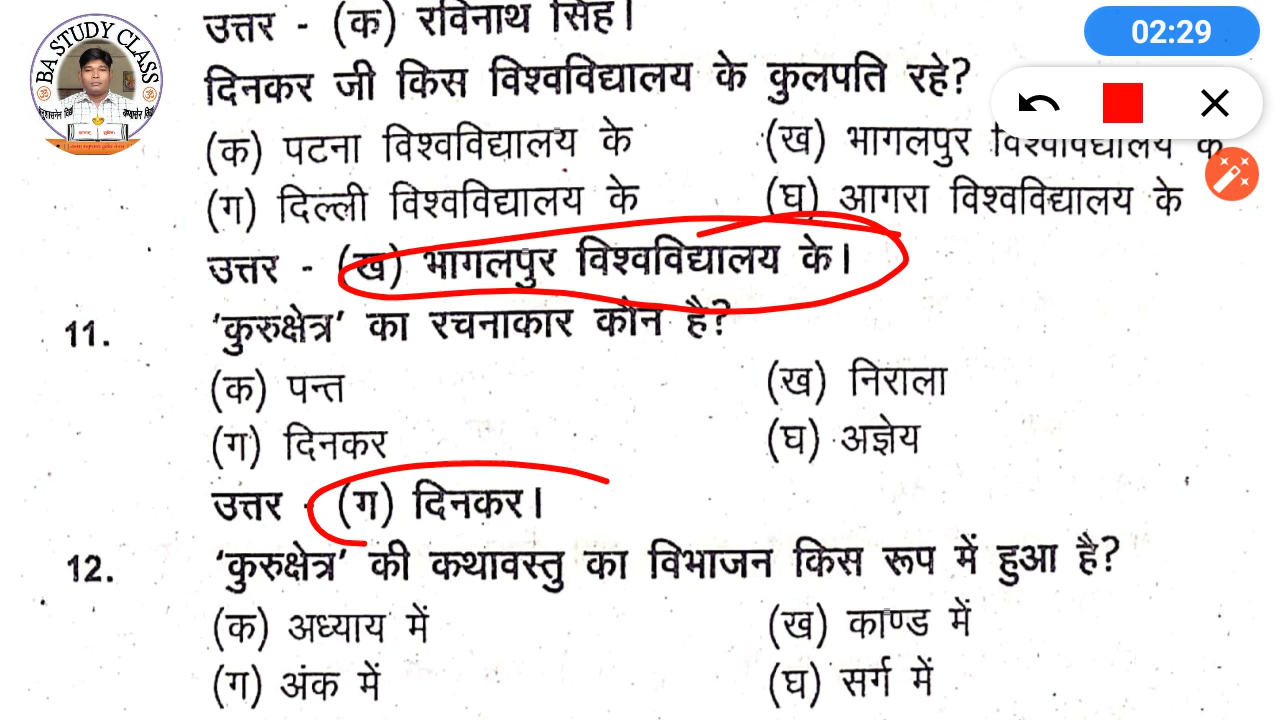 उत्तर - (क) रविनाथ सिंह।
02:29
BA STUDY CLASS
दिनकर जी किस विश्वविद्यालय के कुलपति रहे?
(क) पटना विश्वविद्यालय के (ख) भागलपुर विश्वविद्यालय के
(ग) दिल्ली विश्वविद्यालय के (घ) आगरा विश्वविद्यालय के
उत्तर - (ख) भागलपुर विश्वविद्यालय के।
11. 'कुरुक्षेत्र' का रचनाकार कौन है?
(क) पन्त (ख) निराला
(ग) दिनकर (घ) अज्ञेय
उत्तर - (ग) दिनकर।
12. 'कुरुक्षेत्र' की कथावस्तु का विभाजन किस रूप में हुआ है?
(क) अध्याय में (ख) काण्ड में
(ग) अंक में (घ) सर्ग में